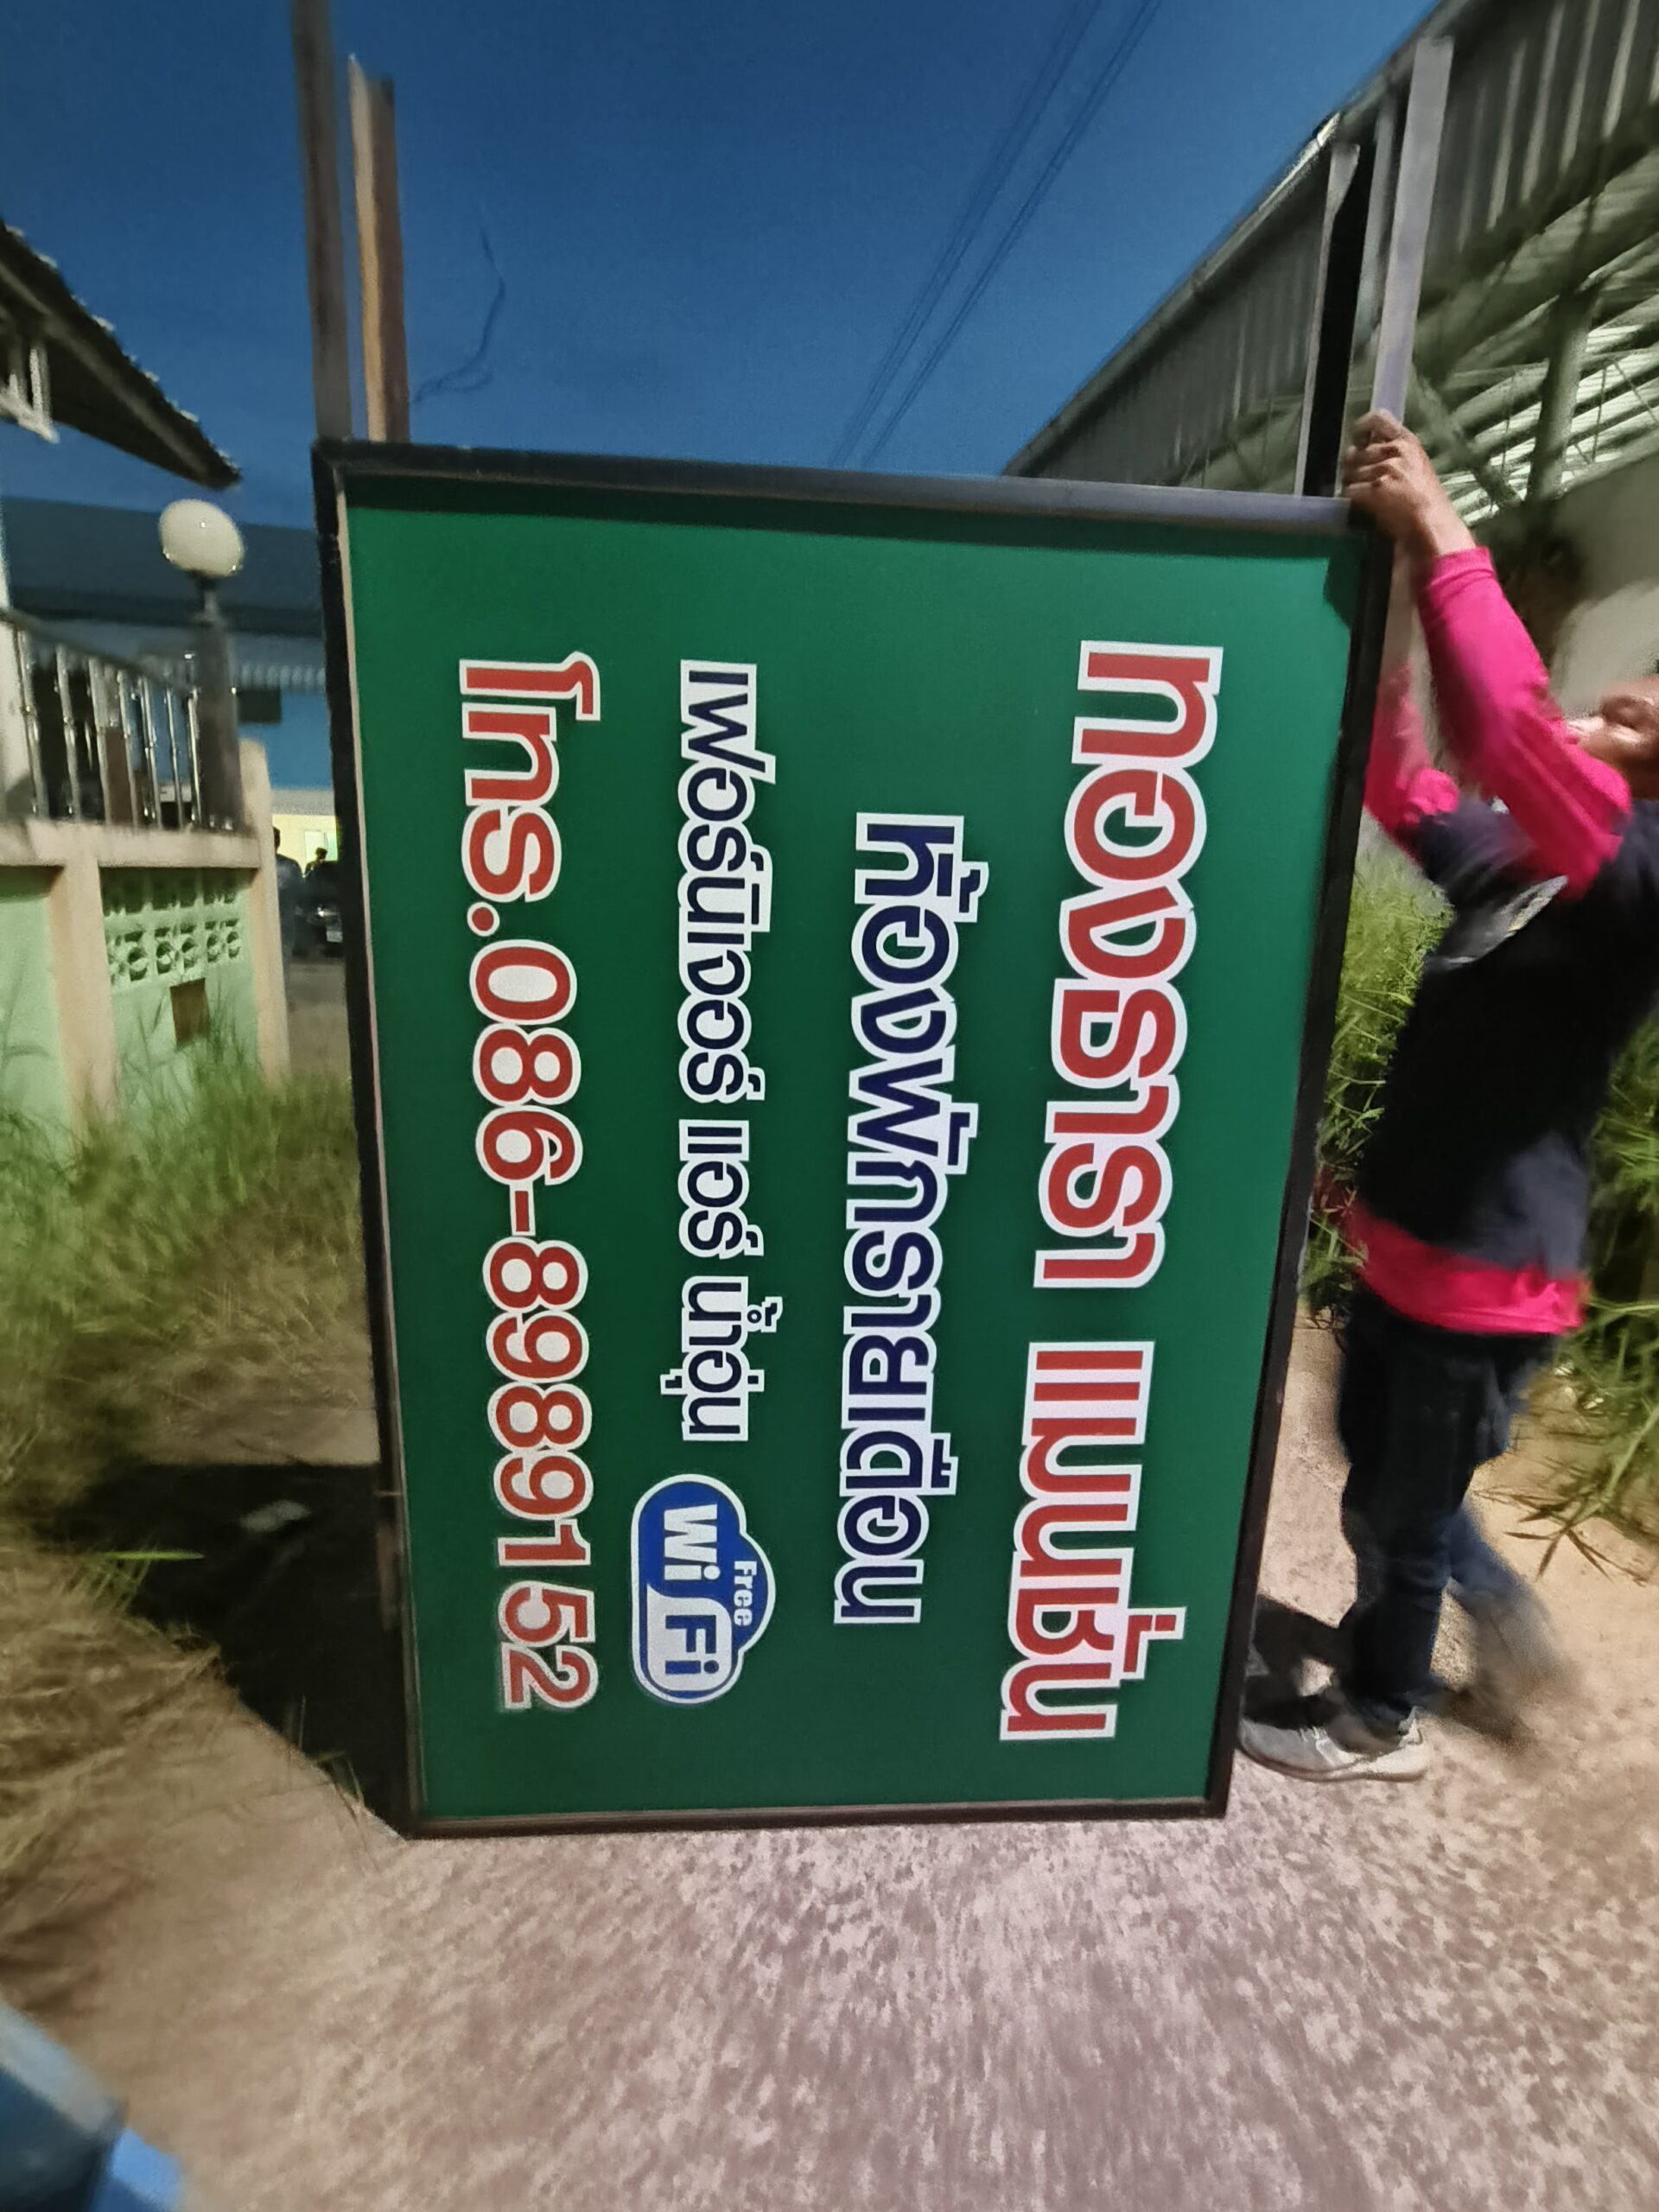 ทองธารา แมนชั่น
ห้องพักรายเดือน
เฟอร์นิเจอร์ แอร์ น้ำอุ่น Free WiFi
โทร.086-8989152